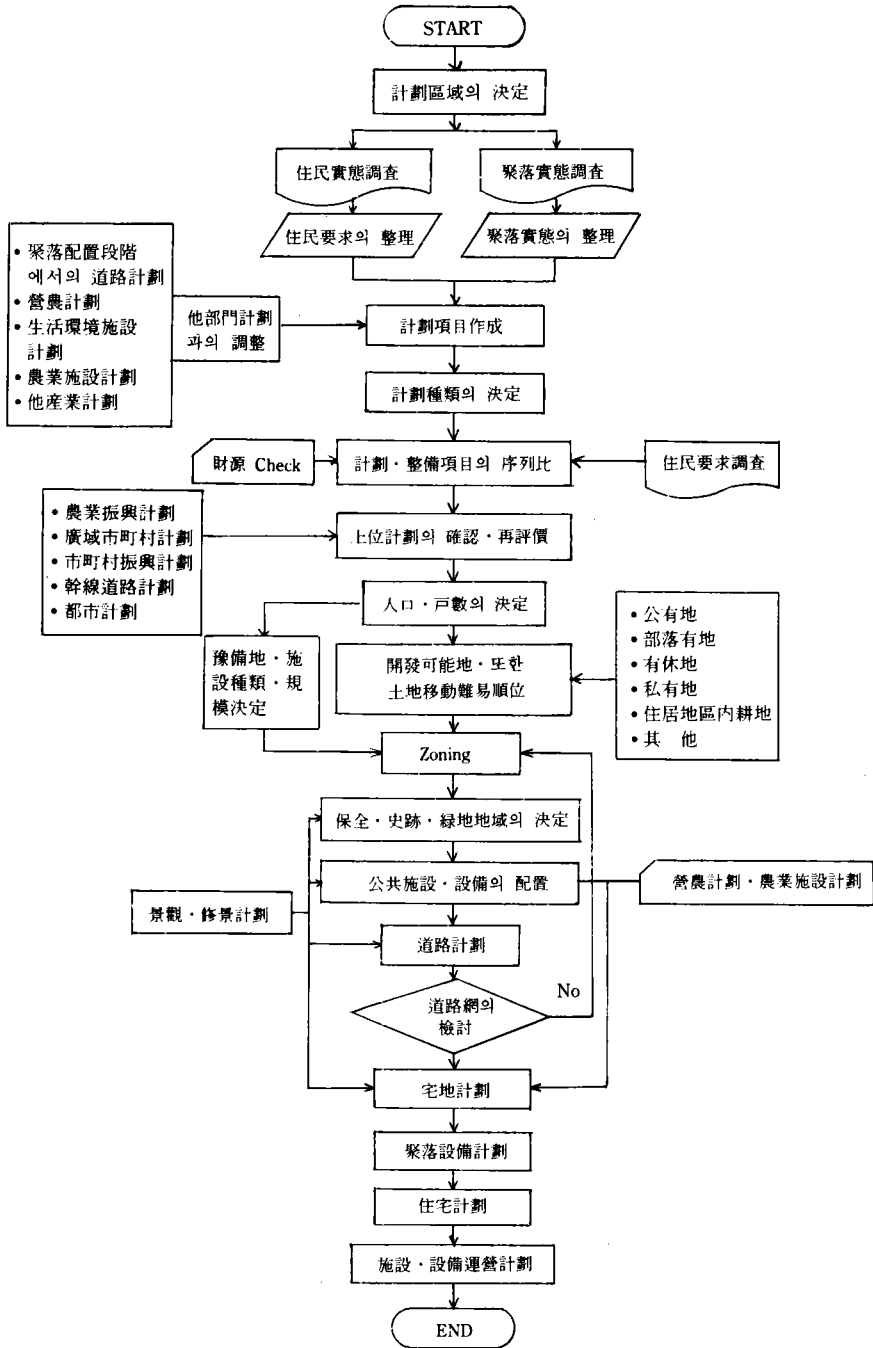 START
計劃區域의 決定
住民實態調査
聚落實態調査
住民要求의 整理
聚落實態의 整理
• 聚落配置段階
에서의 道路計劃
• 營農計劃
• 生活環境施設
計劃
• 農業施設計劃
• 他産業計劃
他部門計劃
과의 調整
計劃項目作成
計劃種類의 決定
財源 Check
計劃·整備項目의 序列比
住民要求調査
• 農業振興計劃
• 廣域市町村計劃
• 市町村振興計劃
• 幹線道路計劃
• 都市計劃
上位計劃의 確認·再評價
人口·戸數의 決定
豫備地·施
設種類·規
模決定
開發可能地·또한
土地移動難易順位
• 公有地
• 部落有地
• 有休地
• 私有地
• 住居地區内耕地
• 其 他
Zoning
保全·史跡·緑地地域의 決定
公共施設·設備의 配置
營農計劃·農業施設計劃
景觀·修景計劃
道路計劃
道路網의
檢討
No
宅地計劃
聚落設備計劃
住宅計劃
施設·設備運營計劃
END